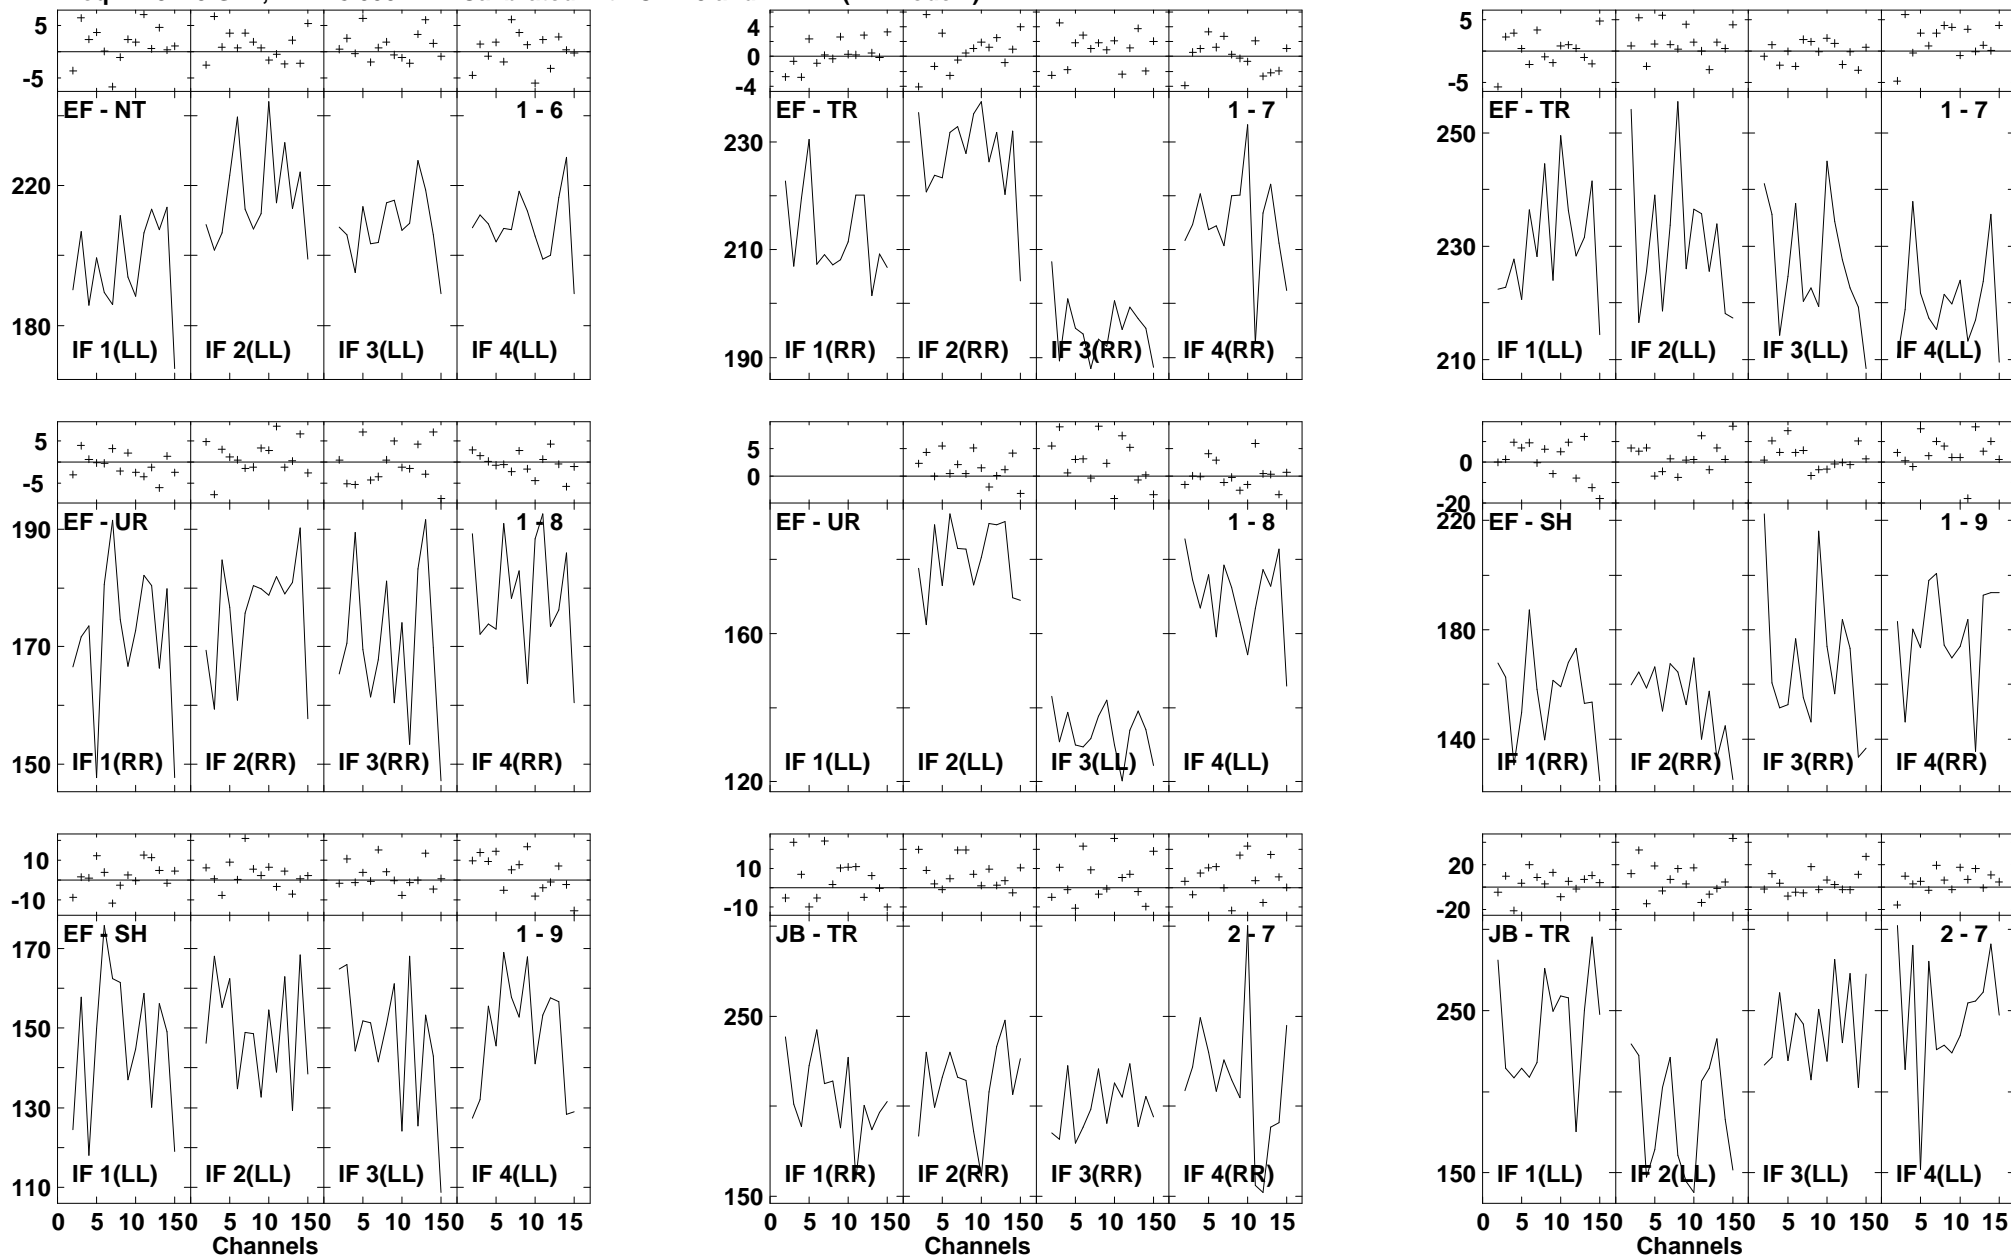 5 5 4 2 0 -2 -4 5
-5 -5
EF - NT 1 - 6 EF - TR 1 - 7 EF - TR 1 - 7
220 230 250
210 230
180 190 210
IF 1(LL) IF 2(LL) IF 3(LL) IF 4(LL) IF 1(RR) IF 2(RR) IF 3(RR) IF 4(RR) IF 1(LL) IF 2(LL) IF 3(LL) IF 4(LL)
5 5 20
-5 0 0
-20
EF - UR 1 - 8 EF - UR 1 - 8 EF - SH 1 - 9
190 220
170 160 180
150 120 140
IF 1(RR) IF 2(RR) IF 3(RR) IF 4(RR) IF 1(LL) IF 2(LL) IF 3(LL) IF 4(LL) IF 1(RR) IF 2(RR) IF 3(RR) IF 4(RR)
10 10 20
-10 -10 -20
EF - SH 1 - 9 JB - TR 2 - 7 JB - TR 2 - 7
170 250 250
150
130
110 150 150
IF 1(LL) IF 2(LL) IF 3(LL) IF 4(LL) IF 1(RR) IF 2(RR) IF 3(RR) IF 4(RR) IF 1(LL) IF 2(LL) IF 3(LL) IF 4(LL)
0 5 10 150 5 10 150 5 10 150 5 10 15 0 5 10 150 5 10 150 5 10 150 5 10 15 0 5 10 150 5 10 150 5 10 150 5 10 15
Channels Channels Channels